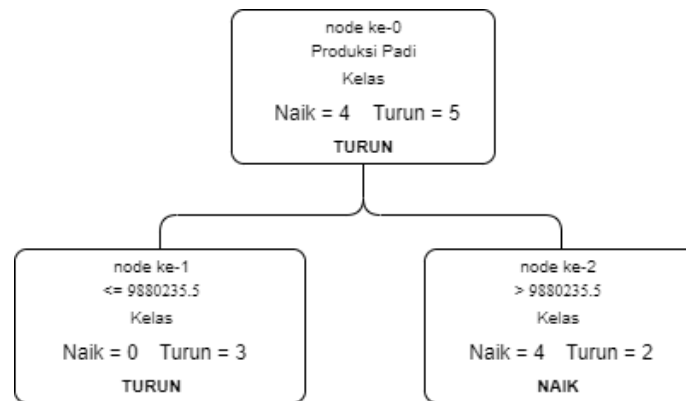 node ke-0
Produksi Padi
Kelas
Naik = 4 Turun = 5
TURUN
node ke-1
<= 9880235.5
Kelas
Naik = 0 Turun = 3
TURUN
node ke-2
> 9880235.5
Kelas
Naik = 4 Turun = 2
NAIK